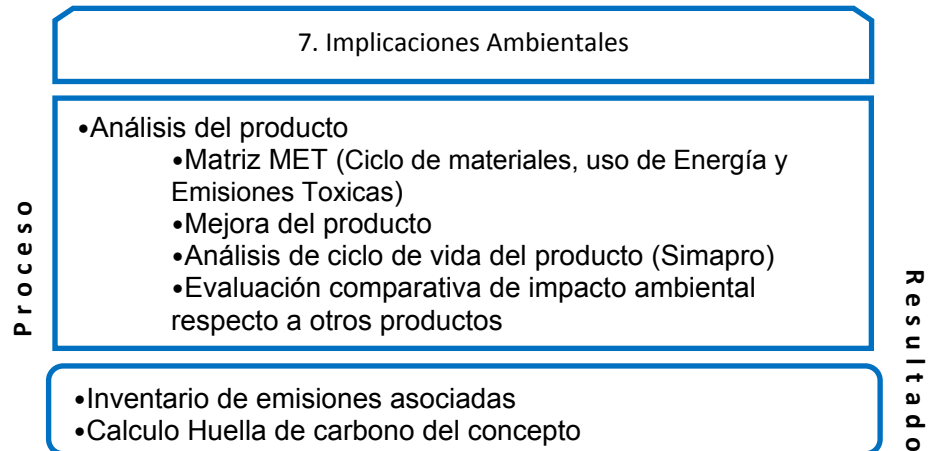 7. Implicaciones Ambientales
Proceso
•Análisis del producto
•Matriz MET (Ciclo de materiales, uso de Energía y
Emisiones Toxicas)
•Mejora del producto
•Análisis de ciclo de vida del producto (Simapro)
•Evaluación comparativa de impacto ambiental
respecto a otros productos
Resultado
•Inventario de emisiones asociadas
•Calculo Huella de carbono del concepto